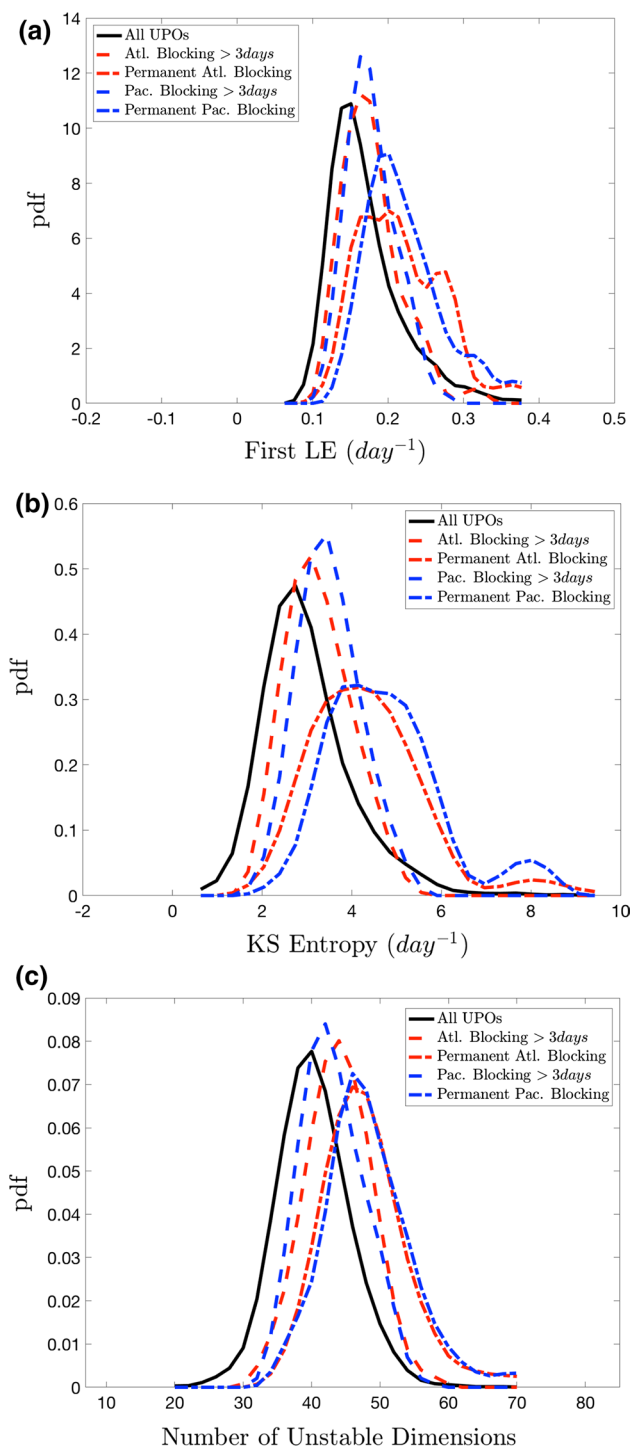 (a)
14
12
10
8
6
4
2
0
pdf
All UPOs
Atl. Blocking > 3days
Permanent Atl. Blocking
Pac. Blocking > 3days
Permanent Pac. Blocking
-0.2 -0.1 0 0.1 0.2 0.3 0.4 0.5
First LE (day⁻¹)
(b)
0.6
0.5
0.4
0.3
0.2
0.1
0
pdf
All UPOs
Atl. Blocking > 3days
Permanent Atl. Blocking
Pac. Blocking > 3days
Permanent Pac. Blocking
-2 0 2 4 6 8 10
KS Entropy (day⁻¹)
(c)
0.09
0.08
0.07
0.06
0.05
0.04
0.03
0.02
0.01
0
pdf
All UPOs
Atl. Blocking > 3days
Permanent Atl. Blocking
Pac. Blocking > 3days
Permanent Pac. Blocking
10 20 30 40 50 60 70 80
Number of Unstable Dimensions